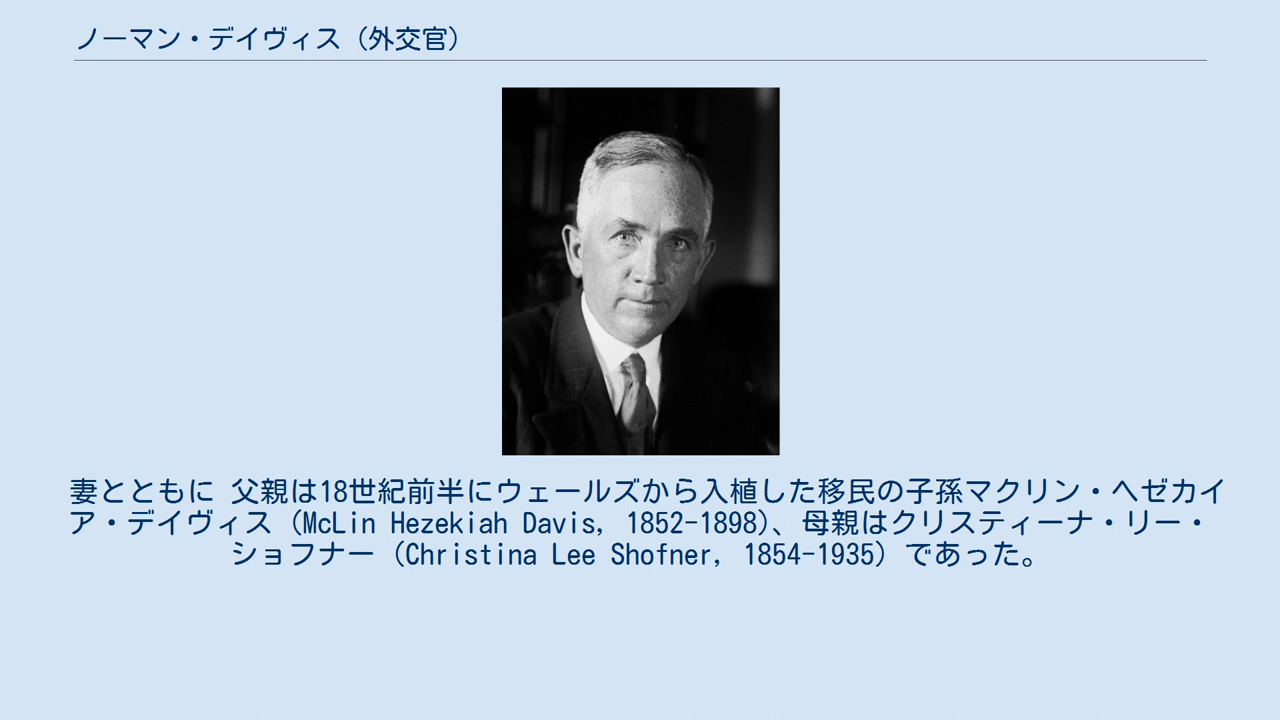 ノーマン・デイヴィス（外交官）
妻とともに 父親は18世紀前半にウェールズから入植した移民の子孫マクリン・ヘゼカイ
ア・デイヴィス（McLin Hezekiah Davis, 1852-1898）、母親はクリスティーナ・リー・
ショフナー（Christina Lee Shofner, 1854-1935）であった。